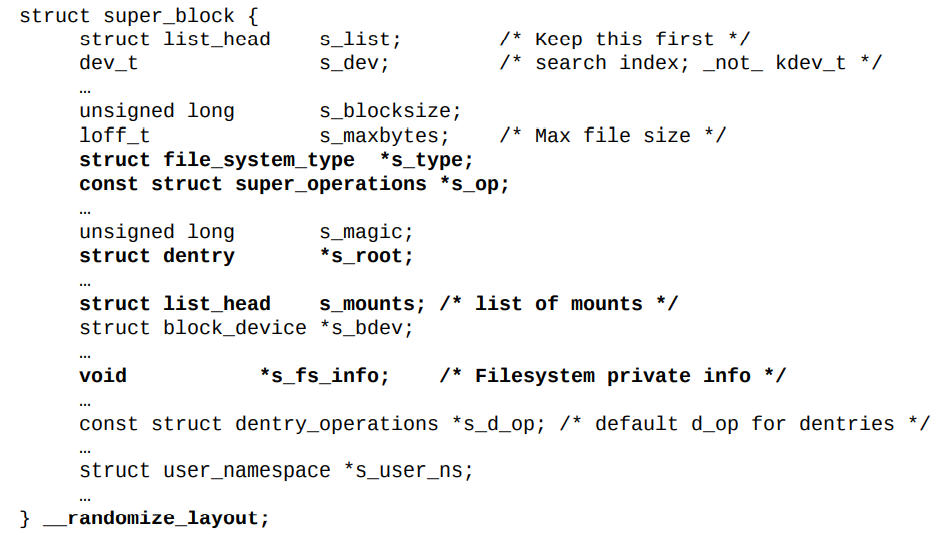 struct super_block {
struct list_head s_list; /* Keep this first */
dev_t s_dev; /* search index; _not_ kdev_t */
…
unsigned long s_blocksize;
loff_t s_maxbytes; /* Max file size */
struct file_system_type *s_type;
const struct super_operations *s_op;
…
unsigned long s_magic;
struct dentry *s_root;
…
struct list_head s_mounts; /* list of mounts */
struct block_device *s_bdev;
…
void *s_fs_info; /* Filesystem private info */
…
const struct dentry_operations *s_d_op; /* default d_op for dentries */
…
struct user_namespace *s_user_ns;
…
} __randomize_layout;